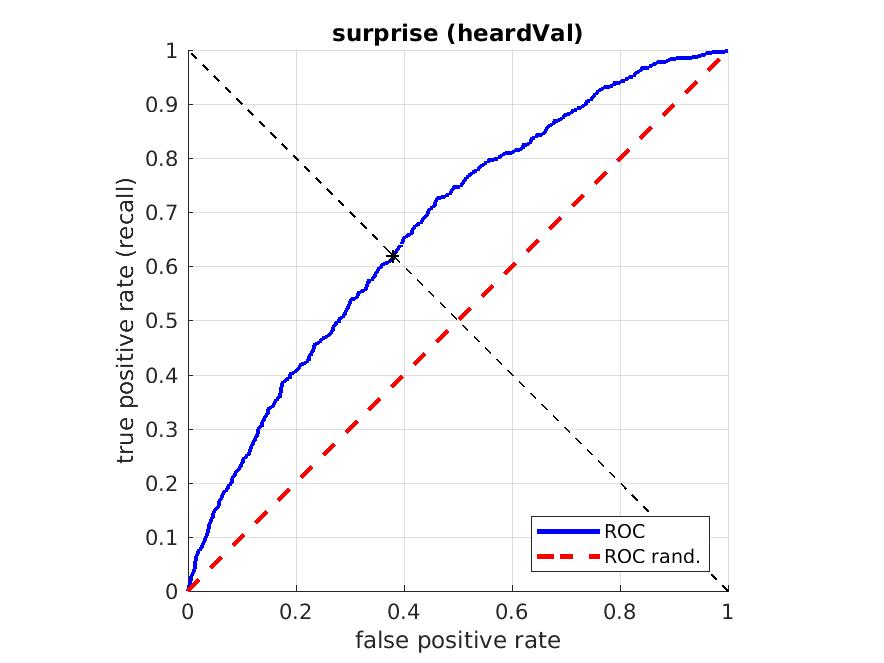 surprise (heardVal)
1
0.9
0.8
0.7
0.6
0.5
0.4
0.3
0.2
0.1
0
true positive rate (recall)
ROC
ROC rand.
0 0.2 0.4 0.6 0.8 1
false positive rate